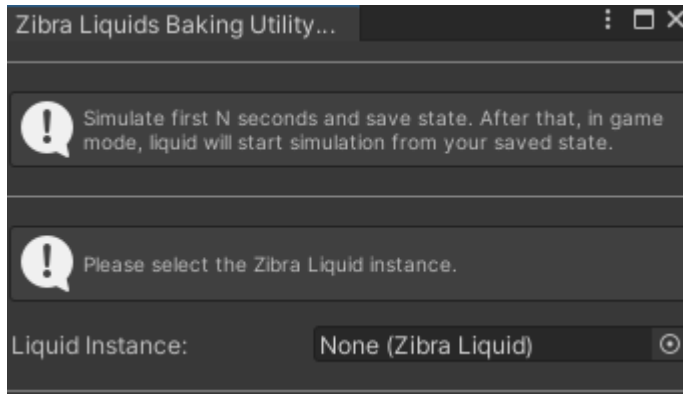 Zibra Liquids Baking Utility...
Simulate first N seconds and save state. After that, in game
mode, liquid will start simulation from your saved state.
Please select the Zibra Liquid instance.
Liquid Instance: None (Zibra Liquid)